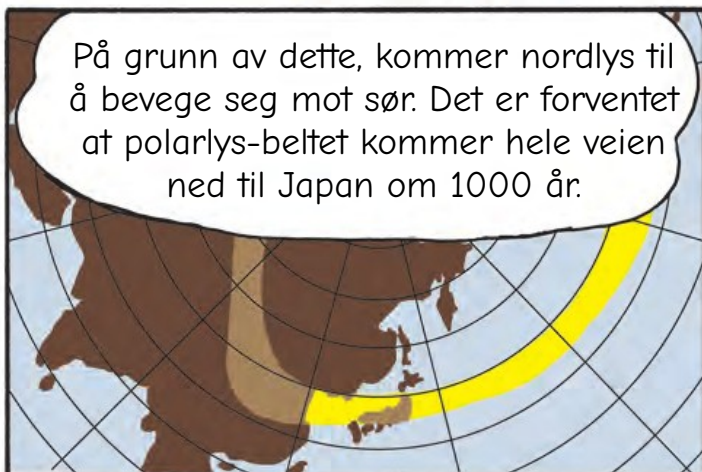 På grunn av dette, kommer nordlys til
å bevege seg mot sør. Det er forventet
at polarlys-beltet kommer hele veien
ned til Japan om 1000 år.